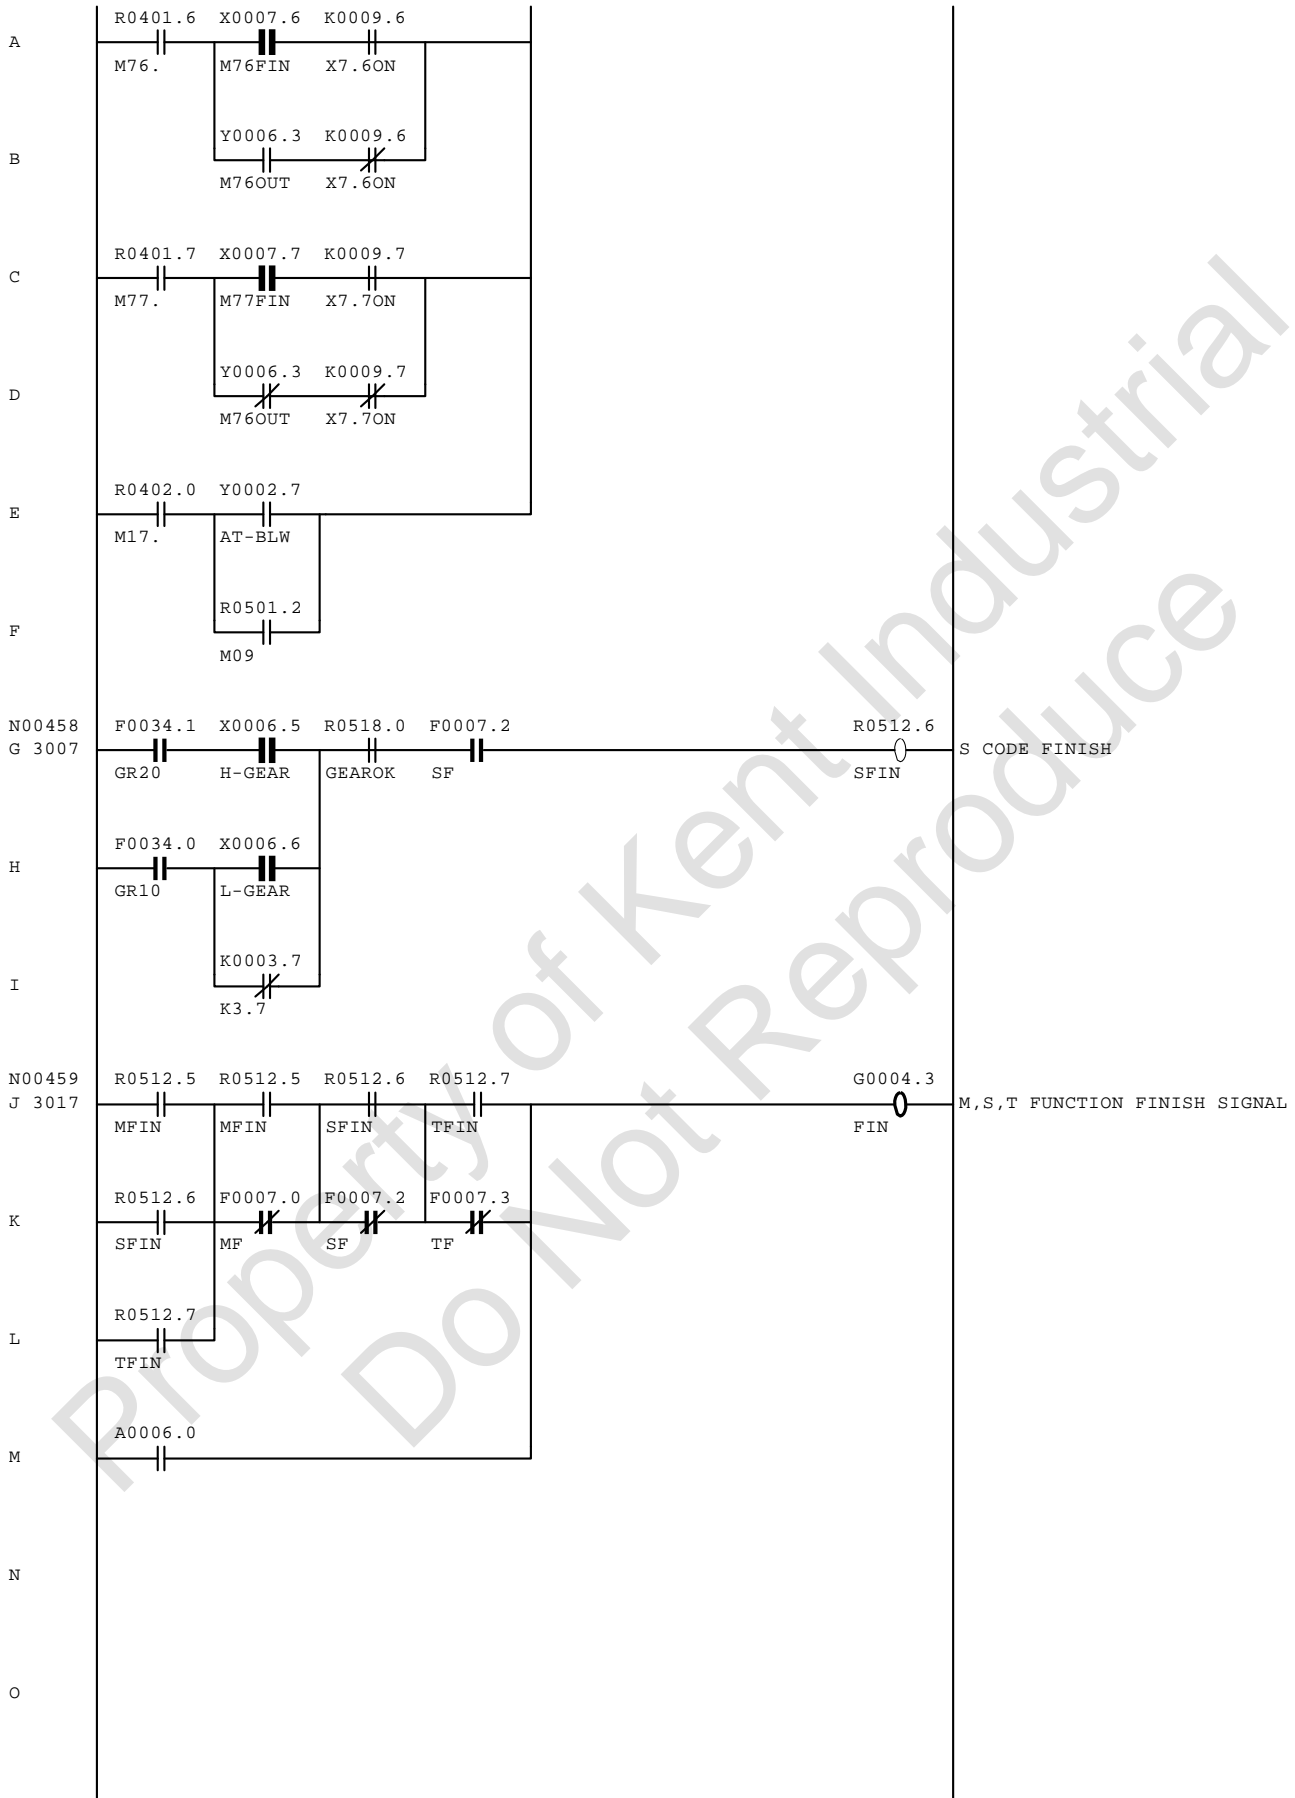 R0401.6 X0007.6 K0009.6
A
M76. M76FIN X7.6ON
Y0006.3 K0009.6
B
M76OUT X7.6ON
R0401.7 X0007.7 K0009.7
C
M77. M77FIN X7.7ON
Y0006.3 K0009.7
D
M76OUT X7.7ON
R0402.0 Y0002.7
E
M17. AT-BLW
R0501.2
F
M09
N00458 F0034.1 X0006.5 R0518.0 F0007.2 R0512.6
G 3007 S CODE FINISH
GR20 H-GEAR GEAROK SF SFIN
F0034.0 X0006.6
H
GR10 L-GEAR
K0003.7
I
K3.7
N00459 R0512.5 R0512.5 R0512.6 R0512.7 G0004.3
J 3017 M,S,T FUNCTION FINISH SIGNAL
MFIN MFIN SFIN TFIN FIN
R0512.6 F0007.0 F0007.2 F0007.3
K
SFIN MF SF TF
R0512.7
L
TFIN
A0006.0
M
N
O
Property of Kent Industrial
Do Not Reproduce